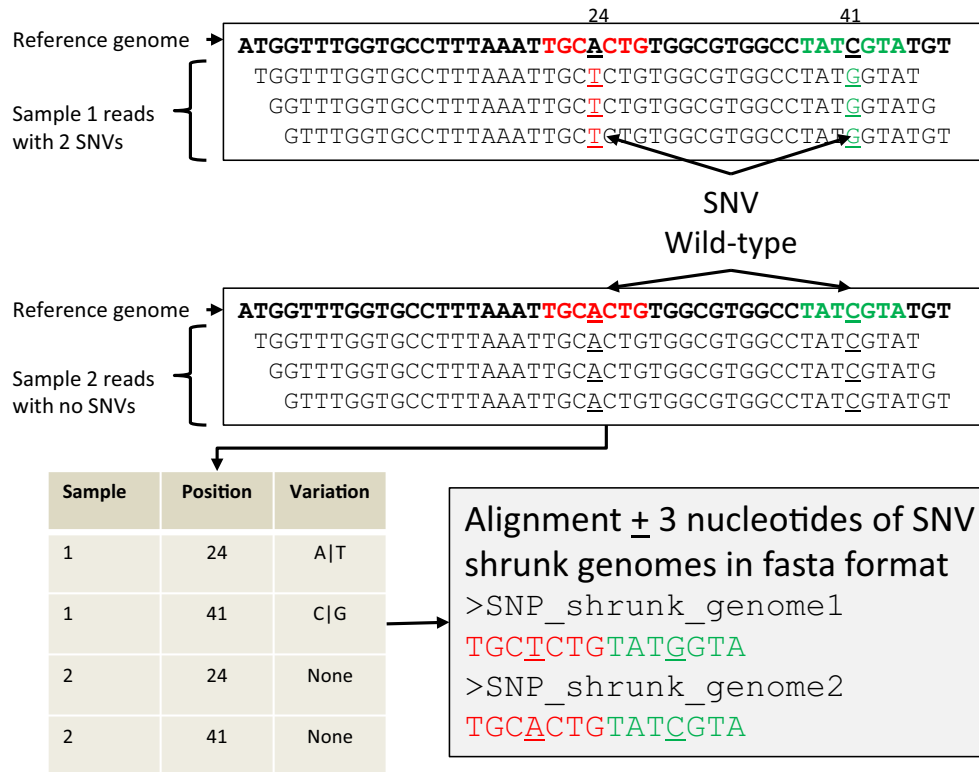 24 41
Reference genome ATGGTTTGGTGCCTTTAAATTGCACTGTGGCGTGGCCTATCGTATGT
TGGTTTGGTGCCTTTAAATTGCTCTGTGGCGTGGCCTATGGTAT
Sample 1 reads
with 2 SNVs
GGTTTGGTGCCTTTAAATTGCTCTGTGGCGTGGCCTATGGTATG
GTTTGGTGCCTTTAAATTGCTGTGTGGCGTGGCCTATGGTATGT
SNV
Wild-type
Reference genome ATGGTTTGGTGCCTTTAAATTGCACTGTGGCGTGGCCTATCGTATGT
TGGTTTGGTGCCTTTAAATTGCACTGTGGCGTGGCCTATCGTAT
Sample 2 reads
with no SNVs
GGTTTGGTGCCTTTAAATTGCACTGTGGCGTGGCCTATCGTATG
GTTTGGTGCCTTTAAATTGCACTGTGGCGTGGCCTATCGTATGT
Sample Position Variation
1 24 A|T
1 41 C|G
2 24 None
2 41 None
Alignment ± 3 nucleotides of SNV
shrunk genomes in fasta format
>SNP_shrunk_genome1
TGCTCTGTATGGTA
>SNP_shrunk_genome2
TGCACTGTATCGTA